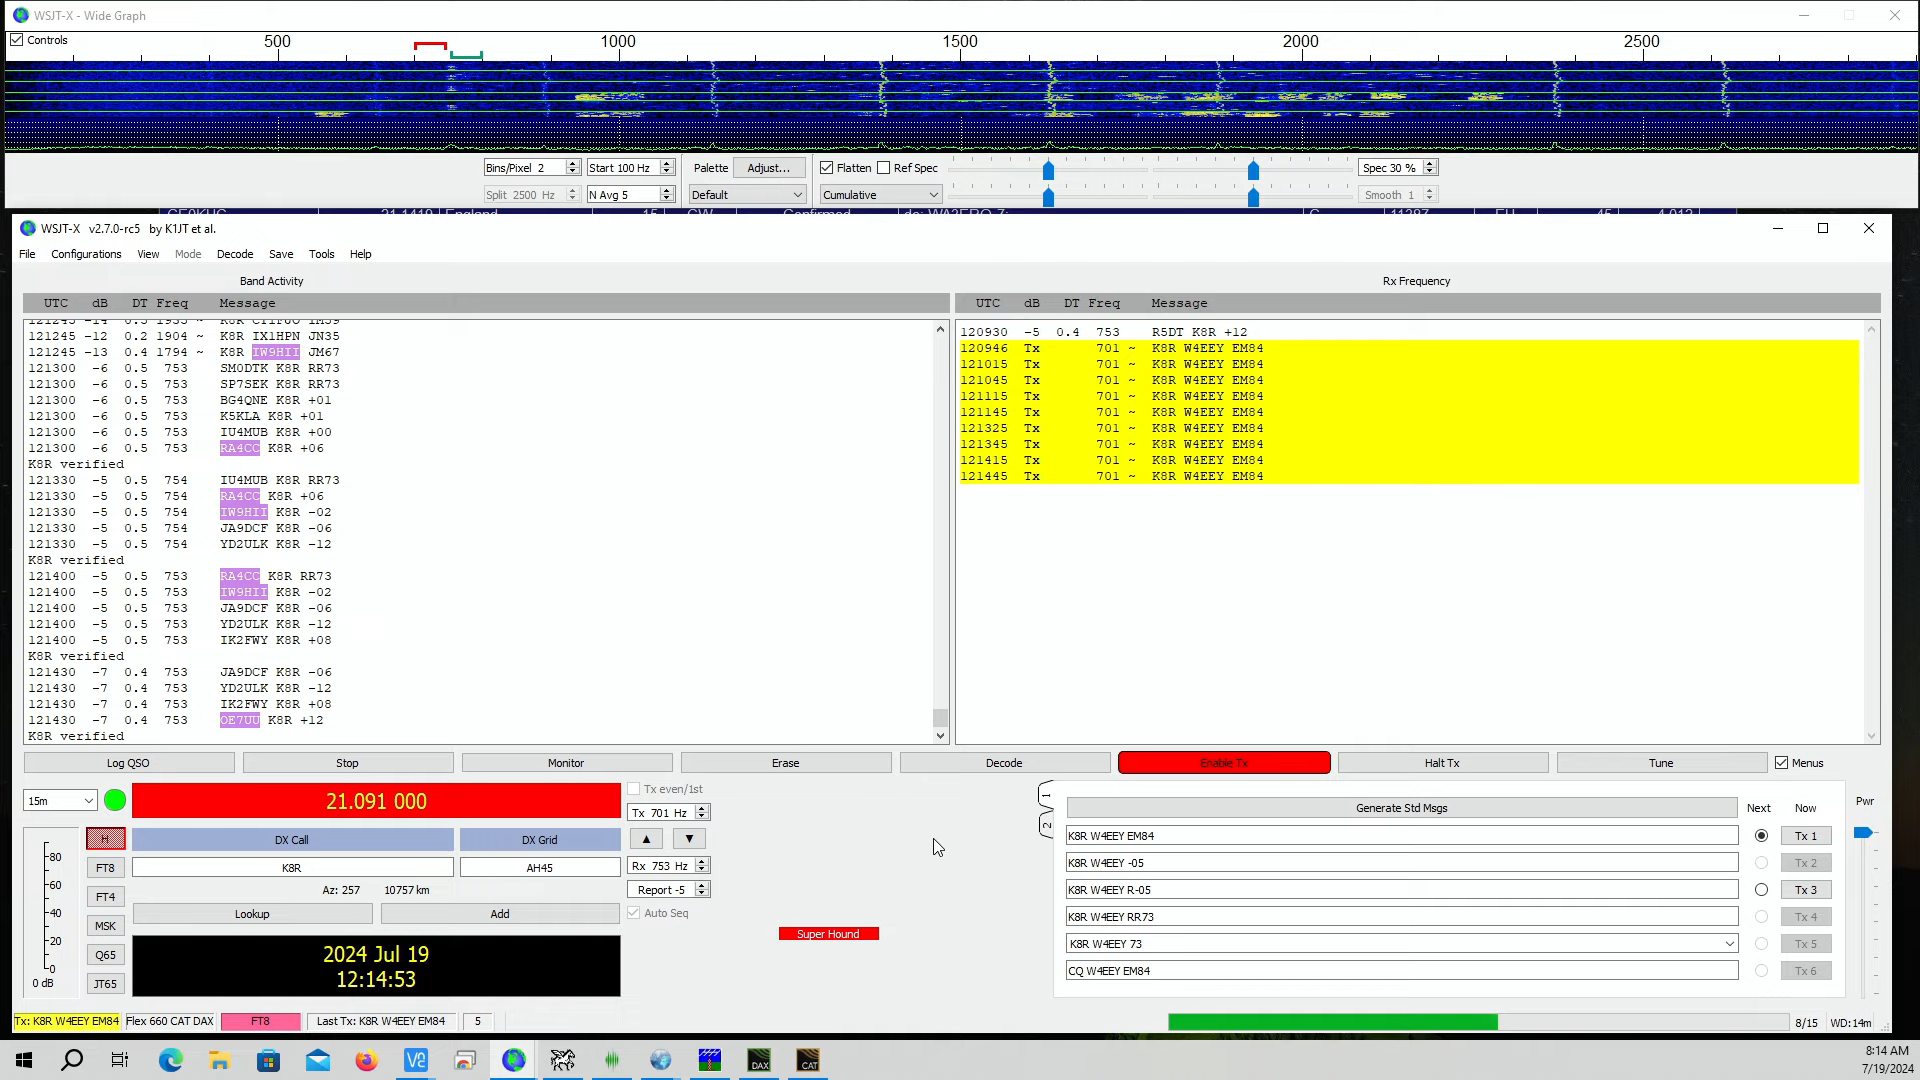 WSJT-X - Wide Graph
Controls
500 1000 1500 2000 2500
Bins/Pixel 2 Start 100 Hz Palette Adjust... Flatten Ref Spec Spec 30 %
Split 2500 Hz N Avg 5 Default Cumulative Smooth 1
WSJT-X v2.7.0-rc5 by K1JT et al.
File Configurations View Mode Decode Save Tools Help
Band Activity
UTC dB DT Freq Message
121245 -12 0.2 1904 ~ K8R IX1HPN JN35
121245 -13 0.4 1794 ~ K8R IW9HII JM67
121300 -6 0.5 753 SM0DTK K8R RR73
121300 -6 0.5 753 SP7SEK K8R RR73
121300 -6 0.5 753 BG4QNE K8R +01
121300 -6 0.5 753 K5KLA K8R +01
121300 -6 0.5 753 IU4MUB K8R +00
121300 -6 0.5 753 RA4CC K8R +06
K8R verified
121330 -5 0.5 754 IU4MUB K8R RR73
121330 -5 0.5 754 RA4CC K8R +06
121330 -5 0.5 754 IW9HII K8R -02
121330 -5 0.5 754 JA9DCF K8R -06
121330 -5 0.5 754 YD2ULK K8R -12
K8R verified
121400 -5 0.5 753 RA4CC K8R RR73
121400 -5 0.5 753 IW9HII K8R -02
121400 -5 0.5 753 JA9DCF K8R -06
121400 -5 0.5 753 YD2ULK K8R -12
121400 -5 0.5 753 IK2FWY K8R +08
K8R verified
121430 -7 0.4 753 JA9DCF K8R -06
121430 -7 0.4 753 YD2ULK K8R -12
121430 -7 0.4 753 IK2FWY K8R +08
121430 -7 0.4 753 OE7UU K8R +12
K8R verified
Rx Frequency
UTC dB DT Freq Message
120930 -5 0.4 753 R5DT K8R +12
120946 Tx 701 ~ K8R W4EEY EM84
121015 Tx 701 ~ K8R W4EEY EM84
121045 Tx 701 ~ K8R W4EEY EM84
121115 Tx 701 ~ K8R W4EEY EM84
121145 Tx 701 ~ K8R W4EEY EM84
121325 Tx 701 ~ K8R W4EEY EM84
121345 Tx 701 ~ K8R W4EEY EM84
121415 Tx 701 ~ K8R W4EEY EM84
121445 Tx 701 ~ K8R W4EEY EM84
Log QSO Stop Monitor Erase Decode Enable Tx Halt Tx Tune Menus
15m 21.091 000
H
FT8
FT4
MSK
Q65
JT65
80
60
40
20
0
0 dB
DX Call DX Grid
K8R AH45
Az: 257 10757 km
Lookup Add
2024 Jul 19
12:14:53
Tx even/1st
Tx 701 Hz
▲ ▼
Rx 753 Hz
Report -5
Auto Seq
Super Hound
1
2
Generate Std Msgs Next Now Pwr
K8R W4EEY EM84 Tx 1
K8R W4EEY -05 Tx 2
K8R W4EEY R-05 Tx 3
K8R W4EEY RR73 Tx 4
K8R W4EEY 73 Tx 5
CQ W4EEY EM84 Tx 6
Tx: K8R W4EEY EM84 Flex 660 CAT DAX FT8 Last Tx: K8R W4EEY EM84 5 8/15 WD:14m
DAX CAT
8:14 AM
7/19/2024